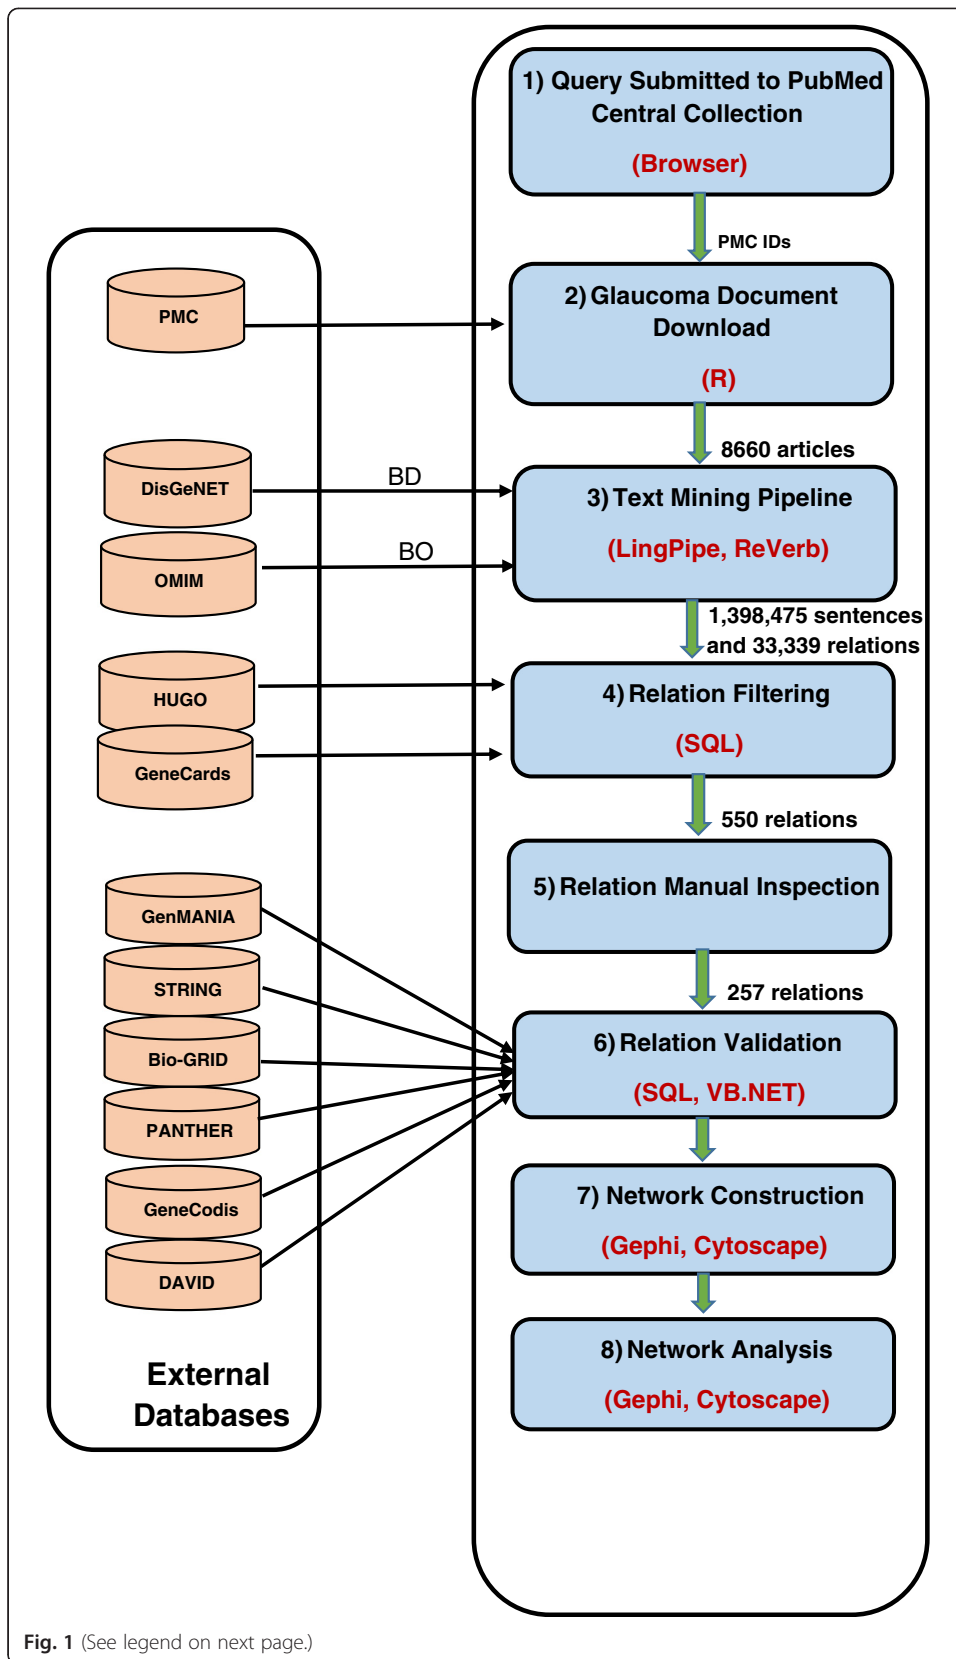 1) Query Submitted to PubMed
Central Collection
(Browser)
PMC IDs
2) Glaucoma Document
Download
(R)
8660 articles
3) Text Mining Pipeline
(LingPipe, ReVerb)
1,398,475 sentences
and 33,339 relations
4) Relation Filtering
(SQL)
550 relations
5) Relation Manual Inspection
257 relations
6) Relation Validation
(SQL, VB.NET)
7) Network Construction
(Gephi, Cytoscape)
8) Network Analysis
(Gephi, Cytoscape)
PMC
DisGeNET
BD
OMIM
BO
HUGO
GeneCards
GenMANIA
STRING
Bio-GRID
PANTHER
GeneCodis
DAVID
External
Databases
Fig. 1 (See legend on next page.)